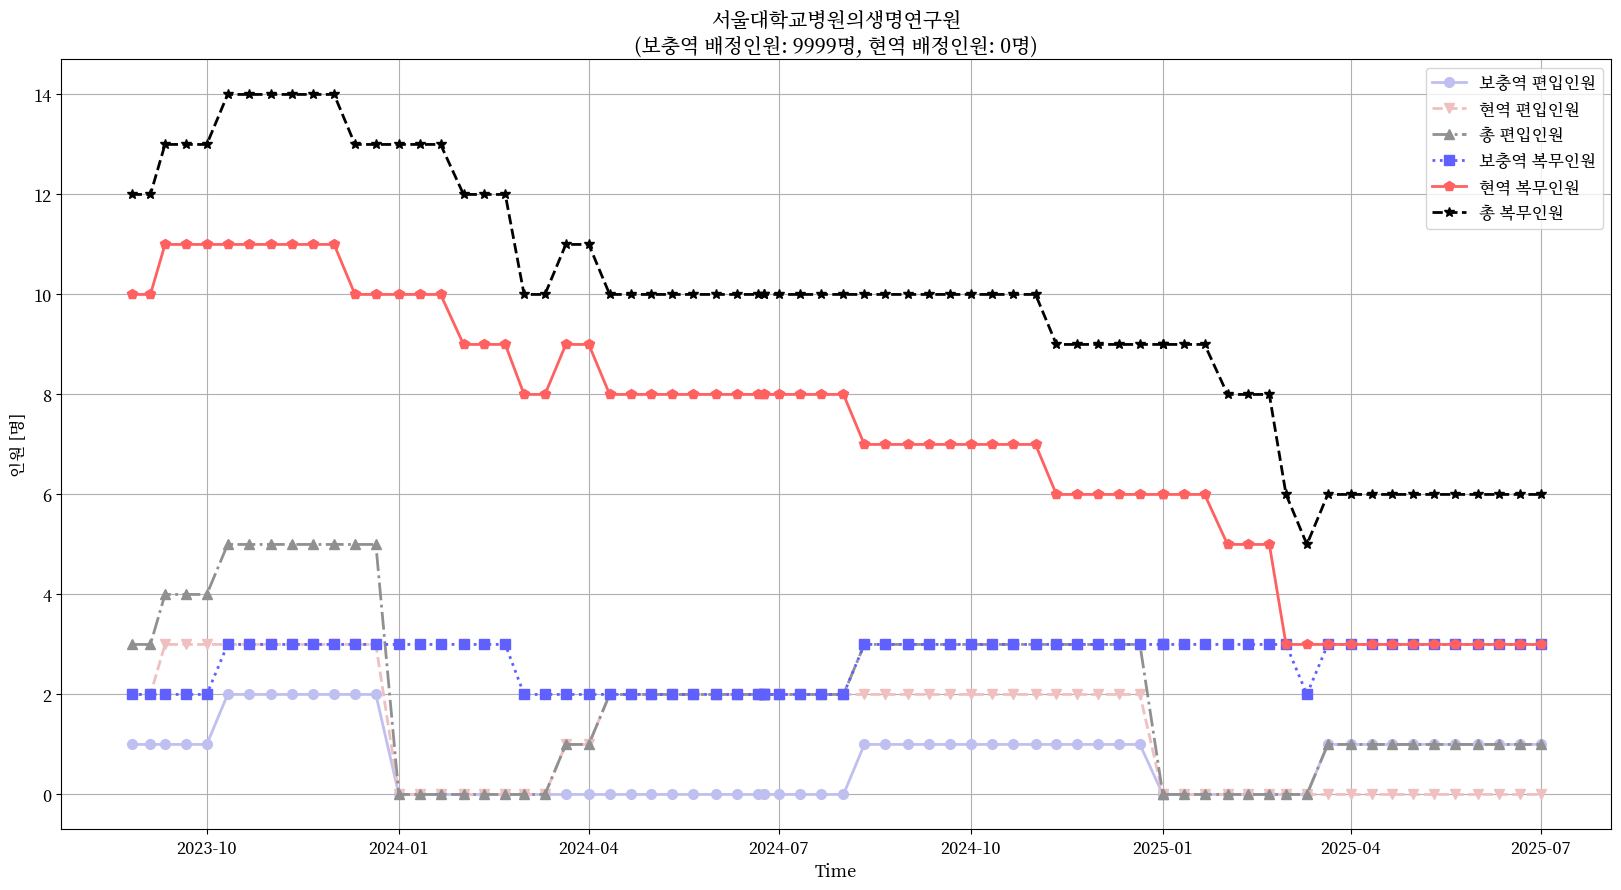 서울대학교병원의생명연구원
(보충역 배정인원: 9999명, 현역 배정인원: 0명)
보충역 편입인원
현역 편입인원
총 편입인원
보충역 복무인원
현역 복무인원
총 복무인원
인원 [명]
14
12
10
8
6
4
2
0
2023-10
2024-01
2024-04
2024-07
2024-10
2025-01
2025-04
2025-07
Time